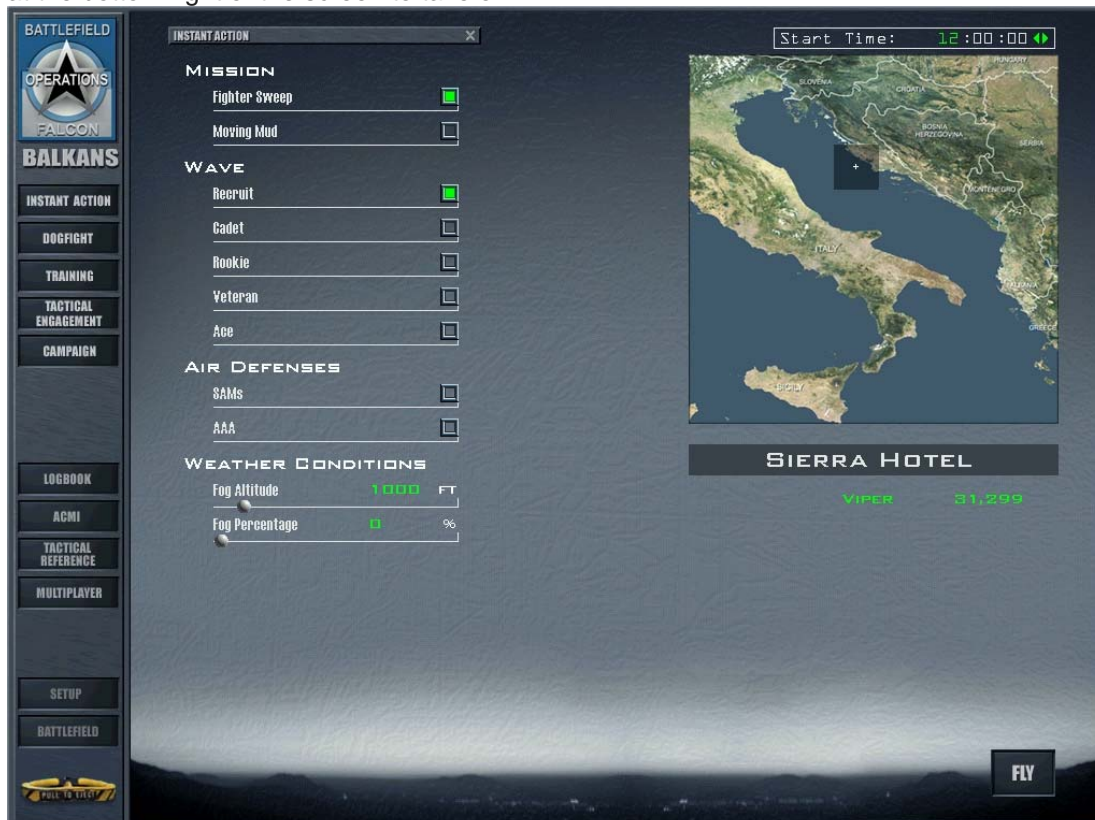 BATTLEFIELD
OPERATIONS
FALCON
BALKANS
INSTANT ACTION
DOGFIGHT
TRAINING
TACTICAL
ENGAGEMENT
CAMPAIGN
LOGBOOK
ACMI
TACTICAL
REFERENCE
MULTIPLAYER
SETUP
BATTLEFIELD
PULL TO EJECT
INSTANT ACTION X
MISSION
Fighter Sweep
Moving Mud
WAVE
Recruit
Cadet
Rookie
Veteran
Ace
AIR DEFENSES
SAMs
AAA
WEATHER CONDITIONS
Fog Altitude 1000 FT
Fog Percentage 0 %
Start Time: 12:00:00
HUNGARY
SLOVENIA
CROATIA
BOSNIA
HERZEGOVINA
SERBIA
MONTENEGRO
ITALY
ALBANIA
GREECE
SICILY
SIERRA HOTEL
VIPER 31,299
FLY